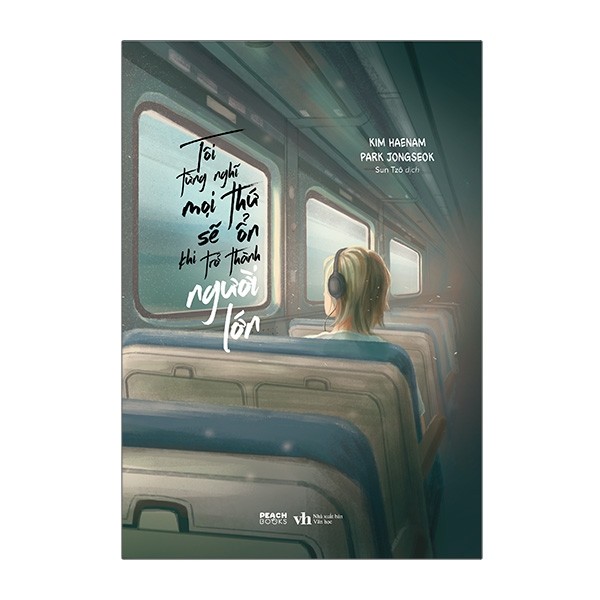 Tôi
từng nghĩ
mọi thứ
sẽ ổn
khi trở thành
người
lớn
KIM HAENAM
PARK JONGSEOK
Sun Tzô dịch
PEACH
BOOKS
vh
Nhà xuất bản
Văn học